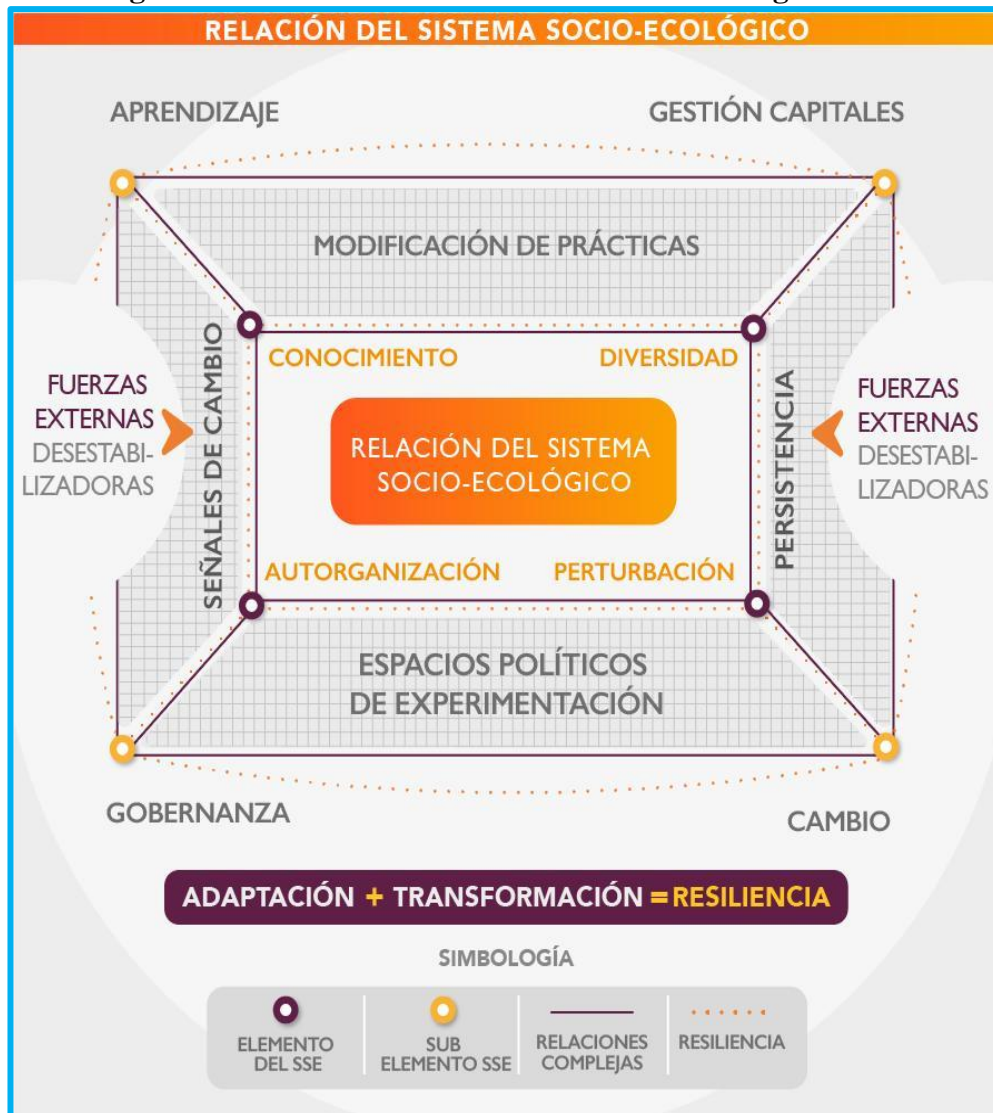 RELACIÓN DEL SISTEMA SOCIO-ECOLÓGICO
APRENDIZAJE
GESTIÓN CAPITALES
MODIFICACIÓN DE PRÁCTICAS
CONOCIMIENTO
DIVERSIDAD
SEÑALES DE CAMBIO
FUERZAS
EXTERNAS
DESESTABI-
LIZADORAS
RELACIÓN DEL SISTEMA
SOCIO-ECOLÓGICO
PERSISTENCIA
FUERZAS
EXTERNAS
DESESTABI-
LIZADORAS
AUTORGANIZACIÓN
PERTURBACIÓN
ESPACIOS POLÍTICOS
DE EXPERIMENTACIÓN
GOBERNANZA
CAMBIO
ADAPTACIÓN + TRANSFORMACIÓN = RESILIENCIA
SIMBOLOGÍA
ELEMENTO
DEL SSE
SUB
ELEMENTO SSE
RELACIONES
COMPLEJAS
RESILIENCIA